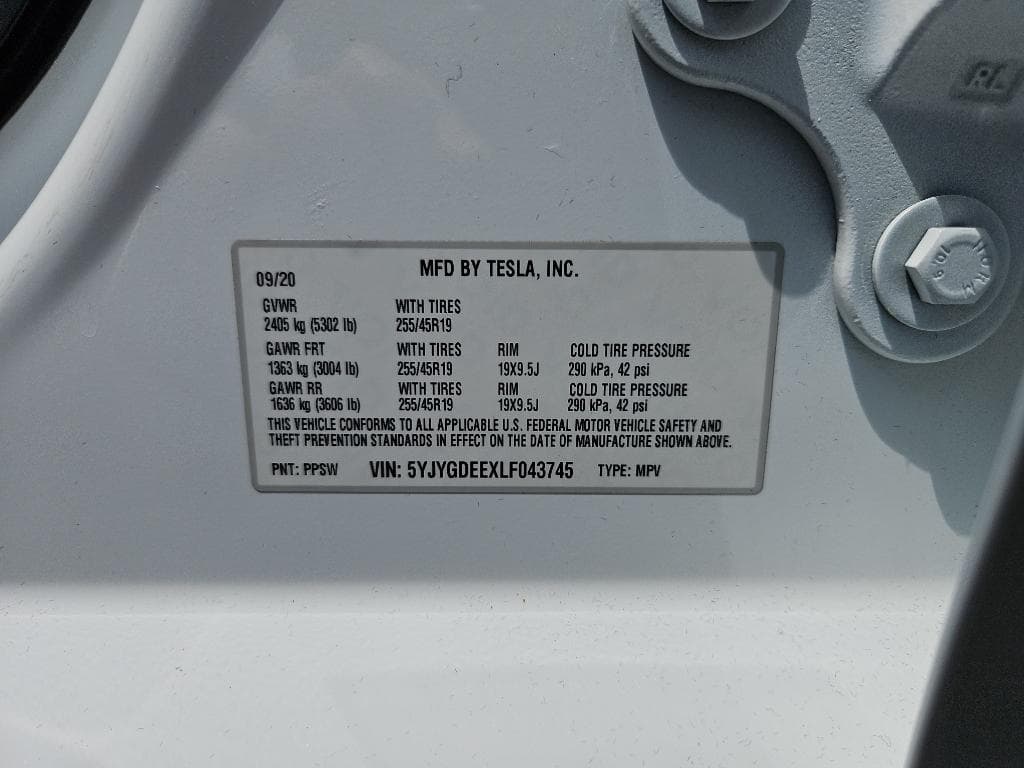 RL
09/20 MFD BY TESLA, INC.
GVWR WITH TIRES
2405 kg (5302 lb) 255/45R19
GAWR FRT WITH TIRES RIM COLD TIRE PRESSURE
1363 kg (3004 lb) 255/45R19 19X9.5J 290 kPa, 42 psi
GAWR RR WITH TIRES RIM COLD TIRE PRESSURE
1636 kg (3606 lb) 255/45R19 19X9.5J 290 kPa, 42 psi
THIS VEHICLE CONFORMS TO ALL APPLICABLE U.S. FEDERAL MOTOR VEHICLE SAFETY AND
THEFT PREVENTION STANDARDS IN EFFECT ON THE DATE OF MANUFACTURE SHOWN ABOVE.
PNT: PPSW VIN: 5YJYGDEEXLF043745 TYPE: MPV